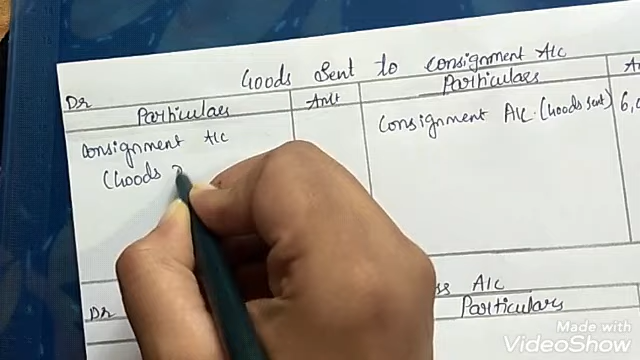 Goods Sent to Consignment A/c
Dr
Particulars Amt Particulars
Consignment A/c
(Goods
Consignment A/c. (Goods sent)
A/c
Dr
Particulars
Made with
VideoShow